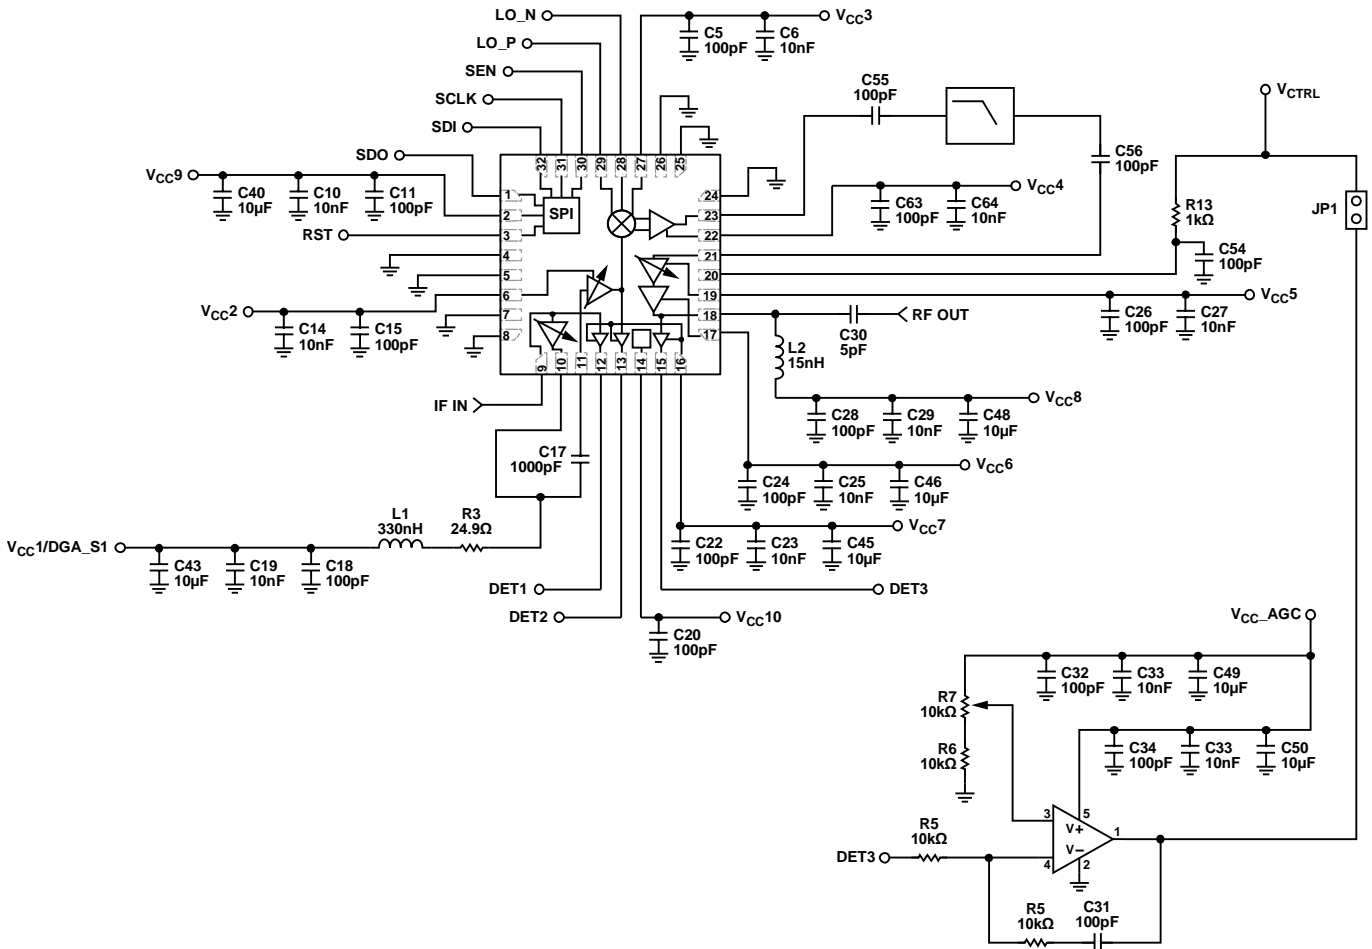 LO_N
LO_P
SEN
SCLK
SDI
SDO
VCC9
C40
10µF
C10
10nF
C11
100pF
RST
VCC2
C14
10nF
C15
100pF
C5
100pF
C6
10nF
VCC3
C55
100pF
C56
100pF
VCTRL
R13
1kΩ
C54
100pF
JP1
C63
100pF
C64
10nF
VCC4
32 31 30 29 28 27 26 25
1
2
3
4
5
6
7
8
SPI
24
23
22
21
20
19
18
17
9 10 11 12 13 14 15 16
C26
100pF
C27
10nF
VCC5
C30
5pF
RF OUT
L2
15nH
C28
100pF
C29
10nF
C48
10µF
VCC8
IF IN
C17
1000pF
C24
100pF
C25
10nF
C46
10µF
VCC6
C22
100pF
C23
10nF
C45
10µF
VCC7
VCC1/DGA_S1
C43
10µF
C19
10nF
C18
100pF
L1
330nH
R3
24.9Ω
DET1
DET2
DET3
C20
100pF
VCC10
VCC_AGC
C32
100pF
C33
10nF
C49
10µF
R7
10kΩ
R6
10kΩ
C34
100pF
C33
10nF
C50
10µF
3
5
V+
1
V–
4
2
DET3
R5
10kΩ
R5
10kΩ
C31
100pF